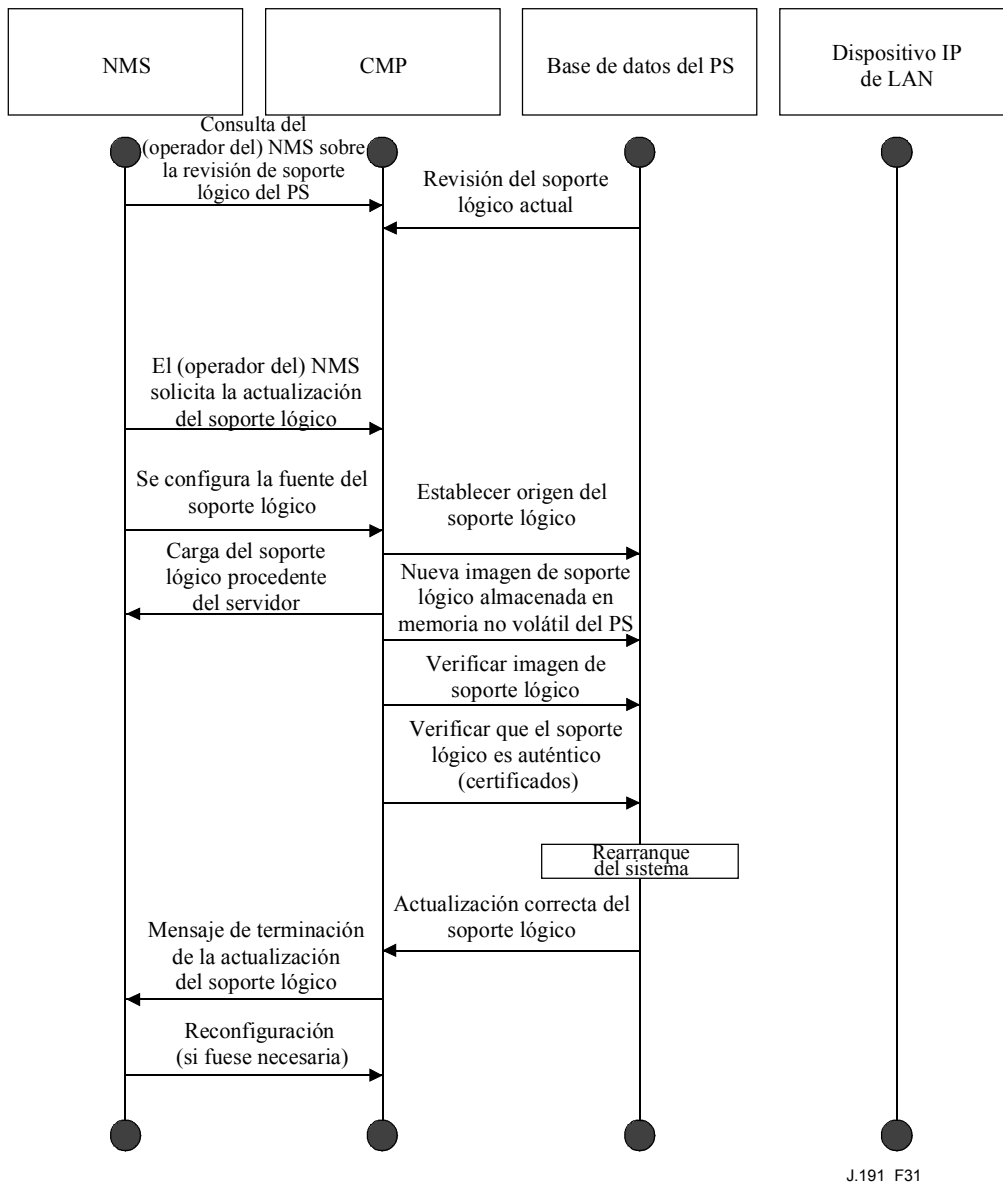 NMS
CMP
Base de datos del PS
Dispositivo IP
de LAN
Consulta del
(operador del) NMS sobre
la revisión de soporte
lógico del PS
Revisión del soporte
lógico actual
El (operador del) NMS
solicita la actualización
del soporte lógico
Se configura la fuente del
soporte lógico
Establecer origen del
soporte lógico
Carga del soporte
lógico procedente
del servidor
Nueva imagen de soporte
lógico almacenada en
memoria no volátil del PS
Verificar imagen de
soporte lógico
Verificar que el soporte
lógico es auténtico
(certificados)
Rearranque
del sistema
Actualización correcta del
soporte lógico
Mensaje de terminación
de la actualización
del soporte lógico
Reconfiguración
(si fuese necesaria)
J.191_F31